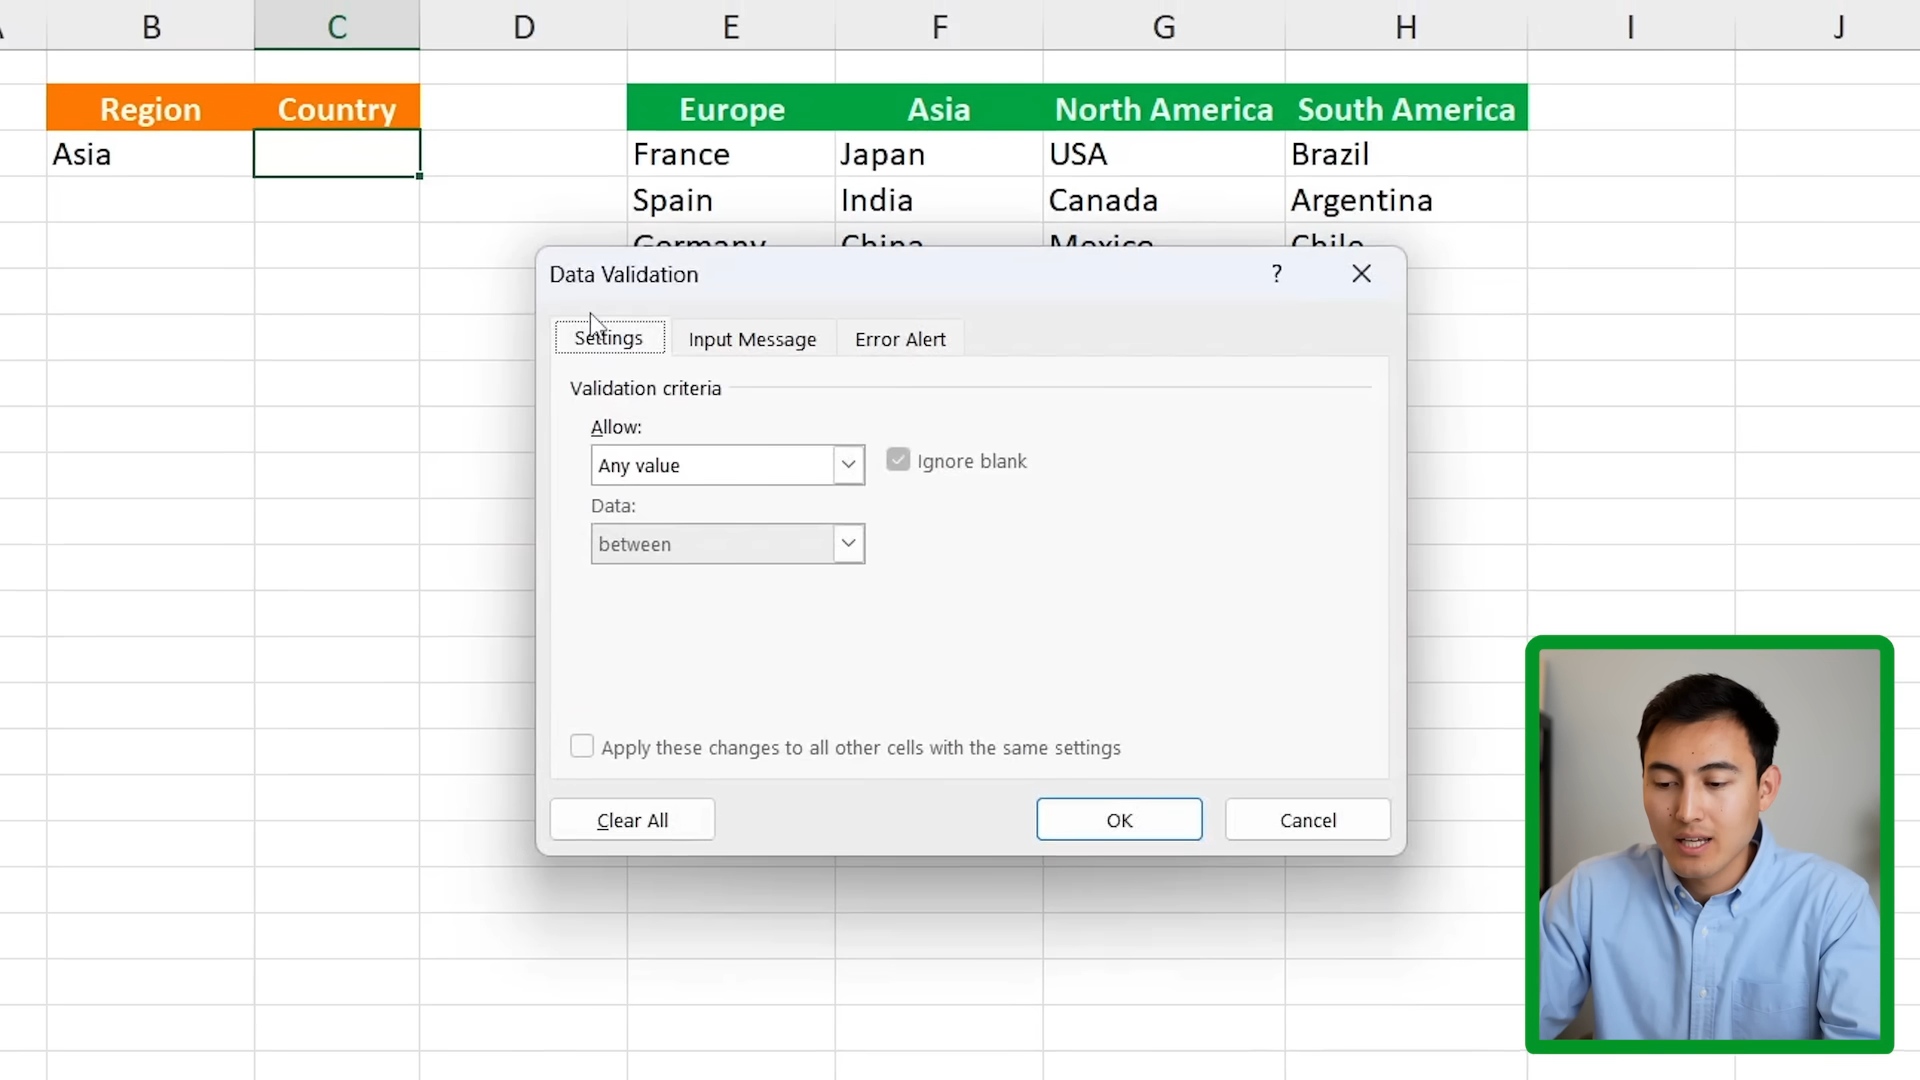 A B C D E F G H I J
Region Country Europe Asia North America South America
Asia France Japan USA Brazil
Spain India Canada Argentina
Germany China Mexico Chile
Data Validation ?
Settings Input Message Error Alert
Validation criteria
Allow:
Any value Ignore blank
Data:
between
Apply these changes to all other cells with the same settings
Clear All OK Cancel